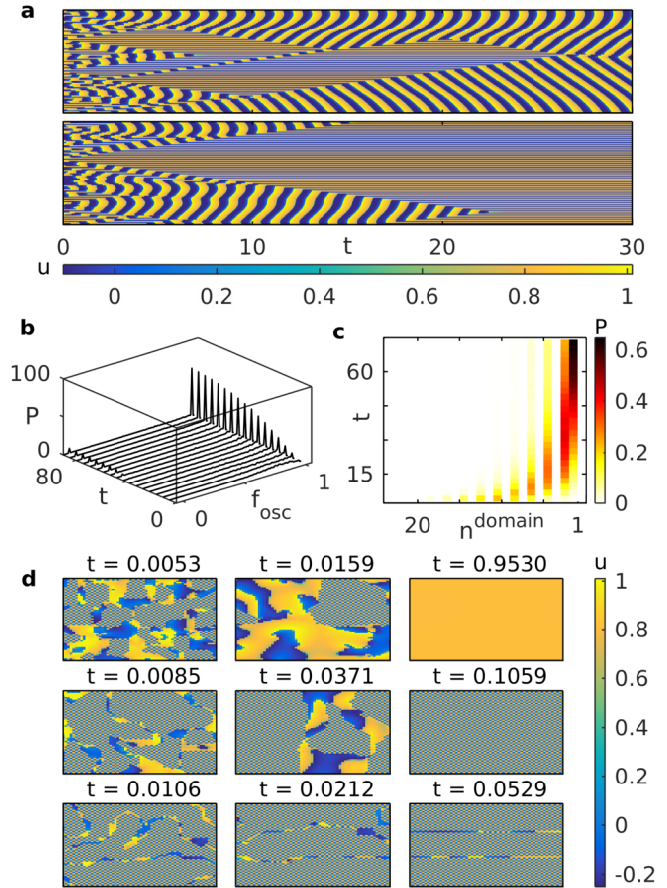 a
0 10 t 20 30
u 0 0.2 0.4 0.6 0.8 1
b
100
P
0
80
t
0
0
f_osc
1
c
P
60
t
15
20 n^domain 1
0.6
0.4
0.2
0
d
t = 0.0053 t = 0.0159 t = 0.9530
t = 0.0085 t = 0.0371 t = 0.1059
t = 0.0106 t = 0.0212 t = 0.0529
u
1
0.8
0.6
0.4
0.2
0
-0.2